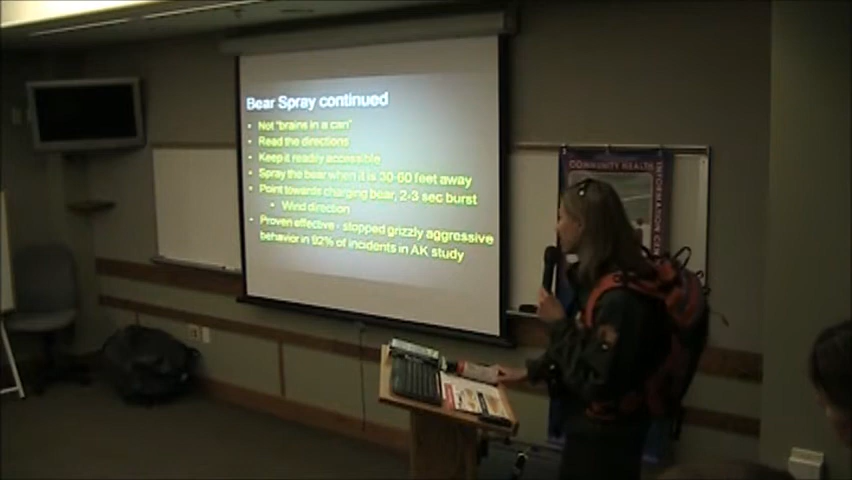 Bear Spray continued
• Not "brains in a can"
• Read the directions
• Keep it readily accessible
• Spray the bear when it is 30-60 feet away
• Point towards charging bear, 2-3 sec burst
• Wind direction
• Proven effective - stopped grizzly aggressive
behavior in 92% of incidents in AK study
COMMUNITY HEALTH
INFORMATION